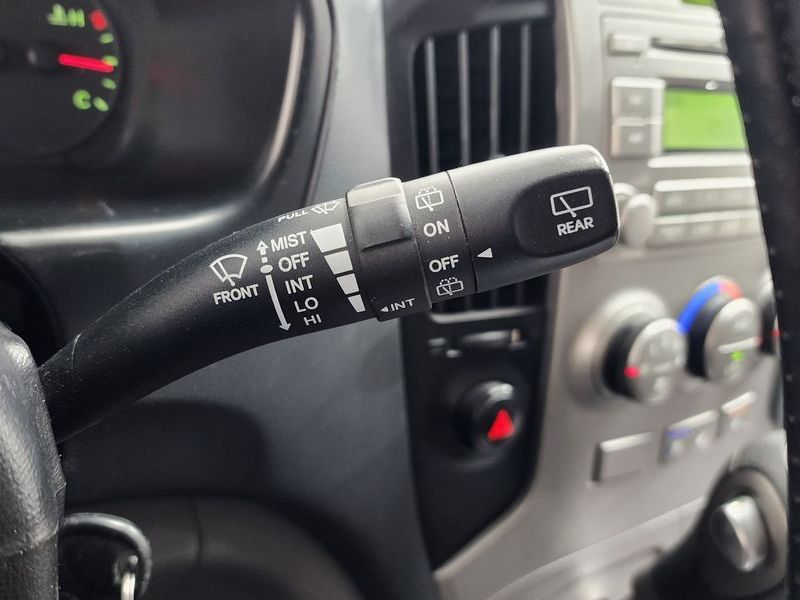 H
C
PULL
MIST
OFF
INT
LO
HI
FRONT
INT
ON
OFF
REAR